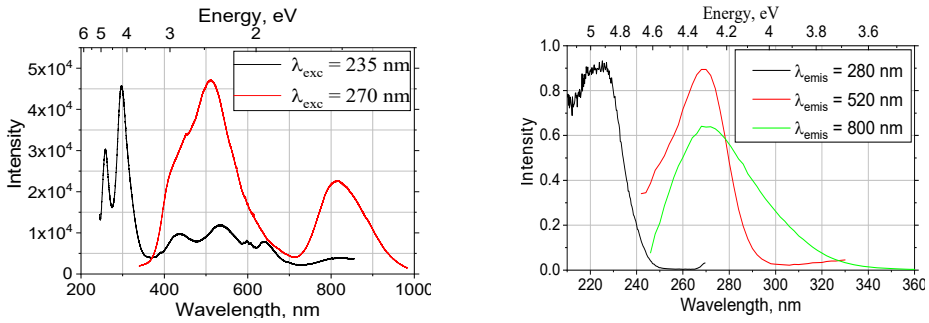 Energy, eV
6 5 4 3 2
λexc = 235 nm
λexc = 270 nm
5x10⁴
4x10⁴
3x10⁴
2x10⁴
1x10⁴
0
Intensity
200 400 600 800 1000
Wavelength, nm
Energy, eV
5 4.8 4.6 4.4 4.2 4 3.8 3.6
λemis = 280 nm
λemis = 520 nm
λemis = 800 nm
1.0
0.8
0.6
0.4
0.2
0.0
Intensity
220 240 260 280 300 320 340 360
Wavelength, nm